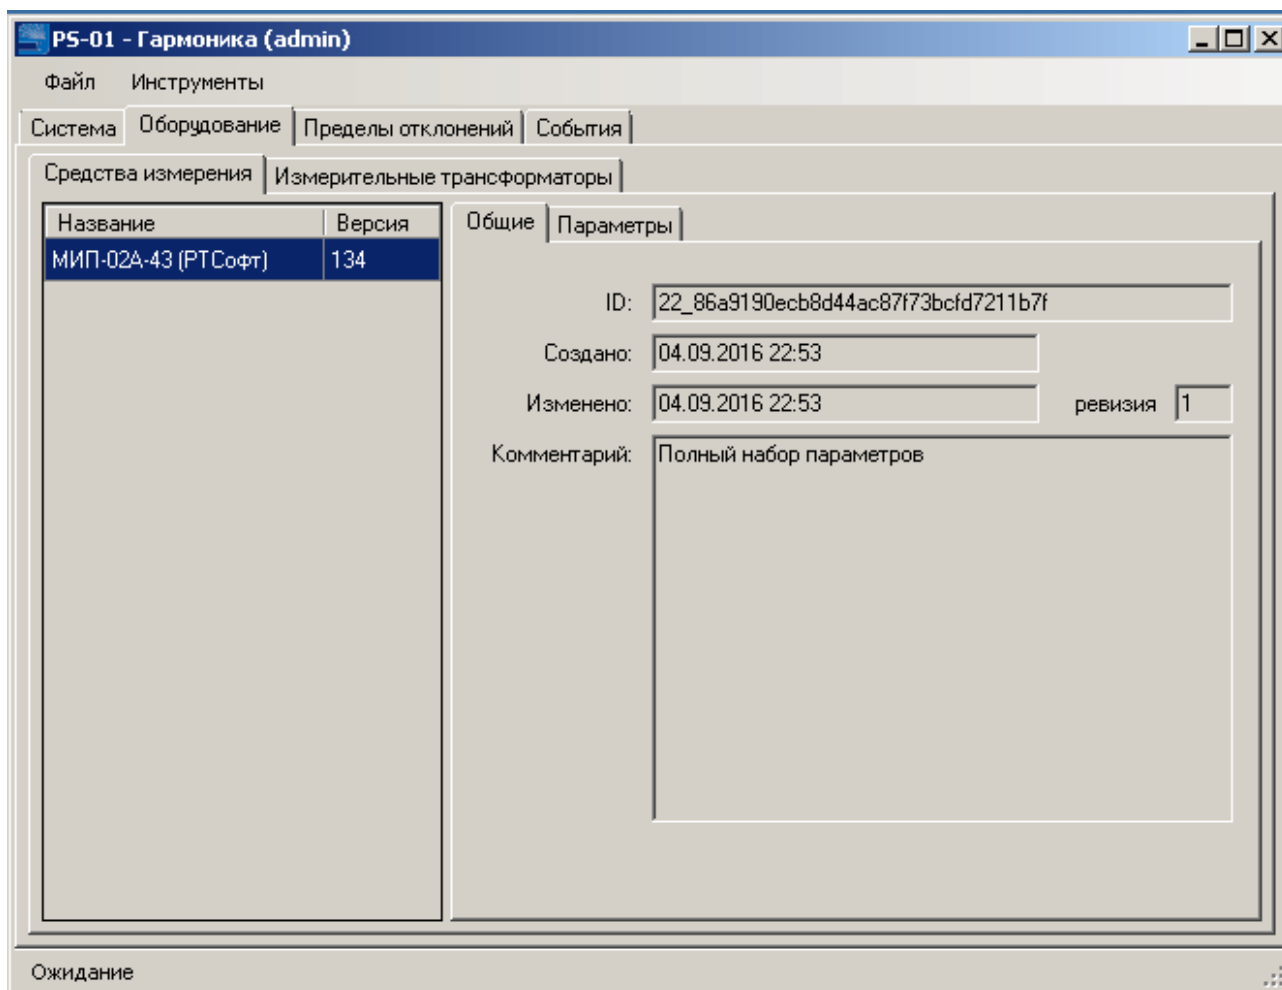 PS-01 - Гармоника (admin)
Файл Инструменты
Система Оборудование Пределы отклонений События
Средства измерения Измерительные трансформаторы
Название Версия
МИП-02А-43 (РТСофт) 134
Общие Параметры
ID: 22_86a9190ecb8d44ac87f73bcfd7211b7f
Создано: 04.09.2016 22:53
Изменено: 04.09.2016 22:53 ревизия 1
Комментарий: Полный набор параметров
Ожидание